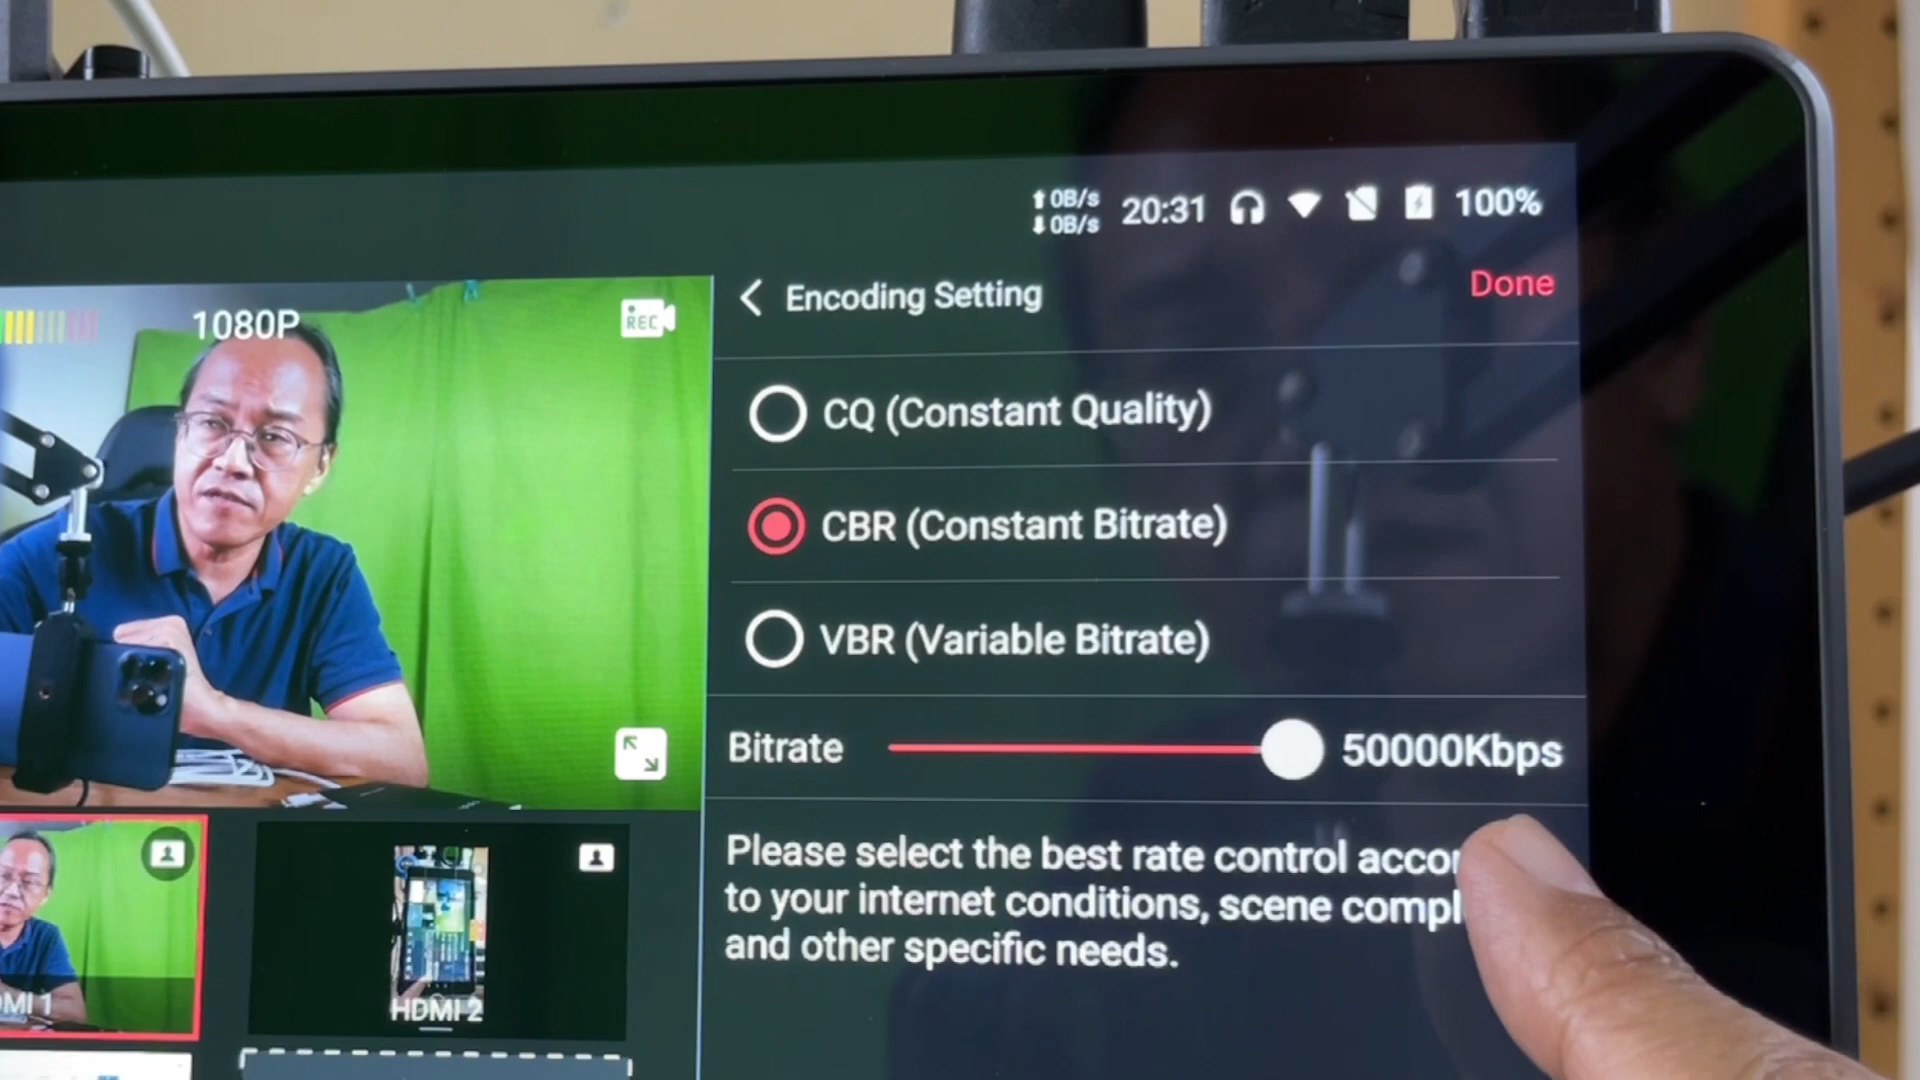 0B/s
0B/s
20:31
100%
Encoding Setting
Done
1080P
REC
CQ (Constant Quality)
CBR (Constant Bitrate)
VBR (Variable Bitrate)
Bitrate
50000Kbps
Please select the best rate control
to your internet conditions, scene
and other specific needs.
1
HDMI 2